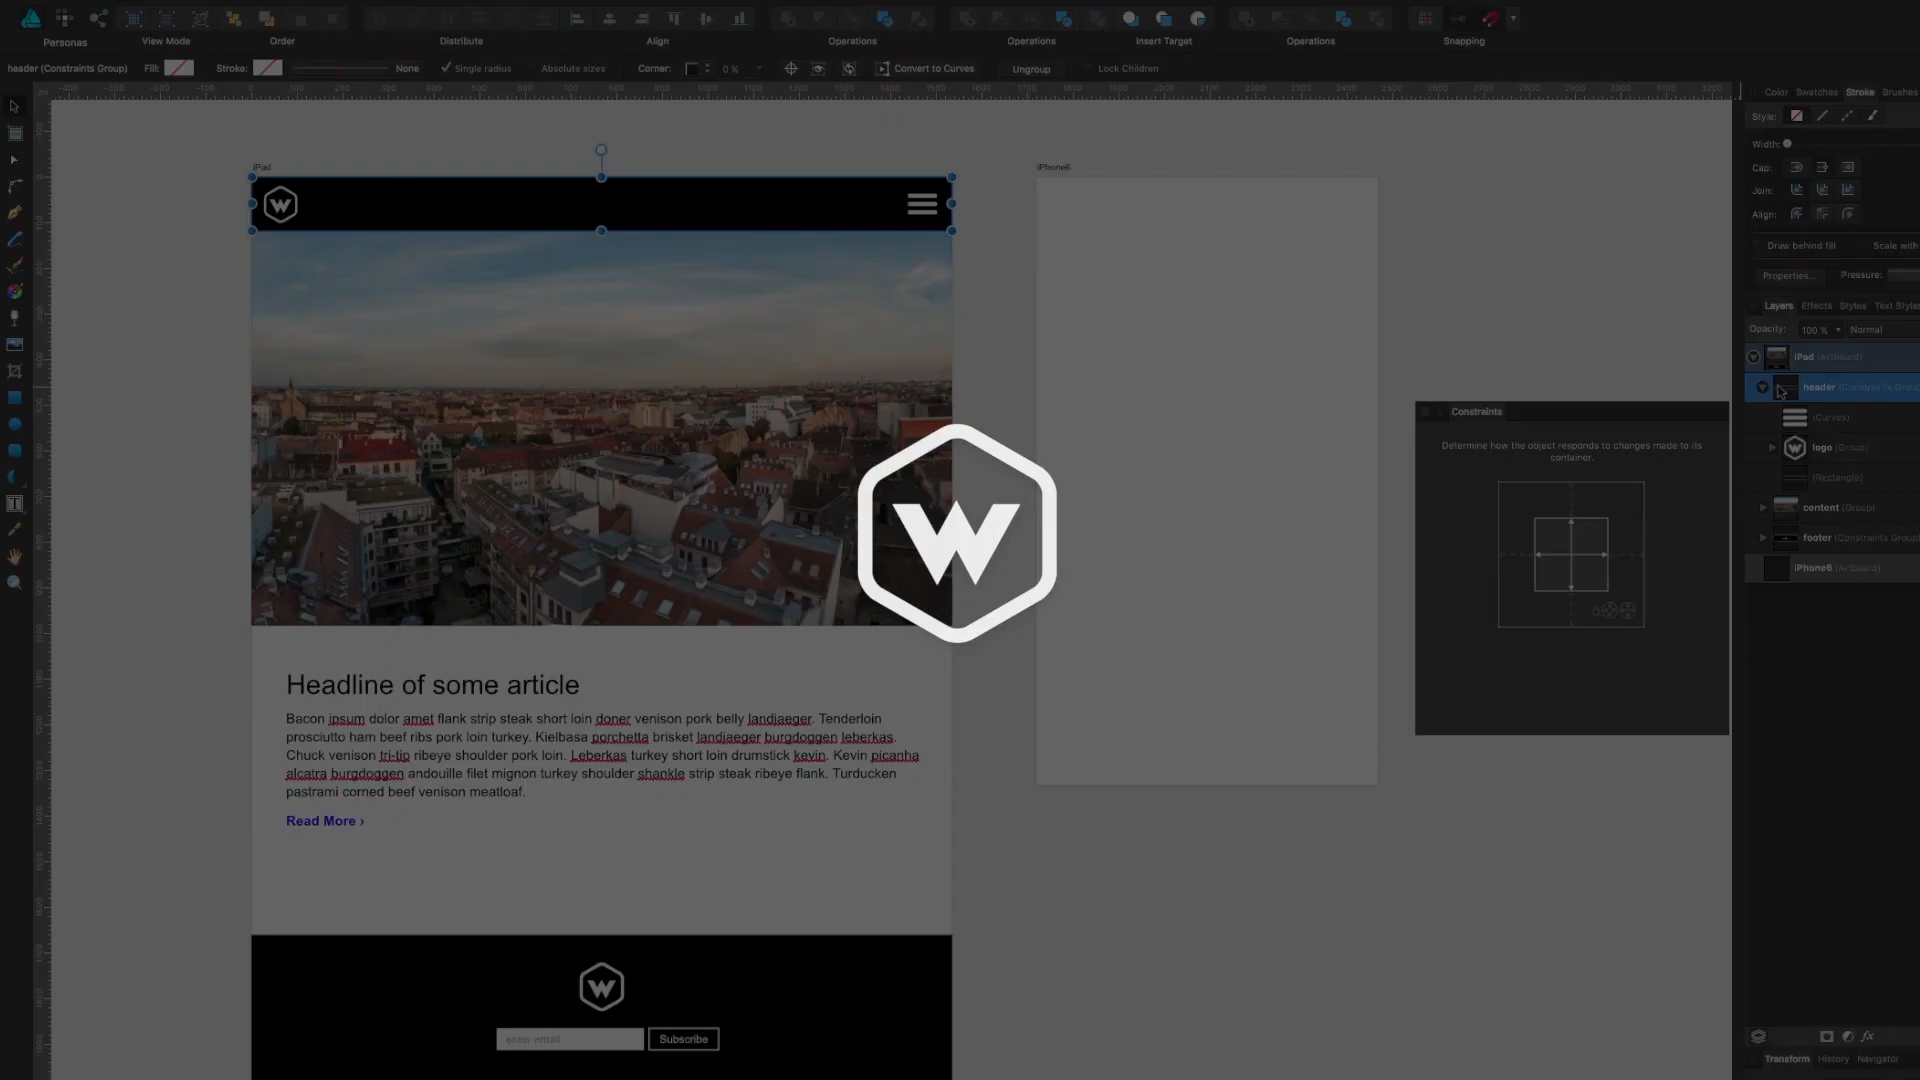 Personas
View Mode
Order
Distribute
Align
Operations
Operations
Insert Target
Operations
Snapping
header (Constraints Group)
Fill:
Stroke:
None
Single radius
Absolute sizes
Corner:
0 %
Convert to Curves
Ungroup
Lock Children
Color
Swatches
Stroke
Brushes
Style:
Width:
Cap:
Join:
Align:
Draw behind fill
Scale with
Properties...
Pressure:
Layers
Effects
Styles
Text Styles
Opacity:
100 %
Normal
iPad (Artboard)
header (Constraints Group
(Curves)
logo (Group)
(Rectangle)
content (Group)
footer (Constraints Group)
iPhone6 (Artboard)
iPad
iPhone6
W
W
Constraints
Determine how the object responds to changes made to its
container.
Headline of some article
Bacon ipsum dolor amet flank strip steak short loin doner venison pork belly landjaeger. Tenderloin
prosciutto ham beef ribs pork loin turkey. Kielbasa porchetta brisket landjaeger burgdoggen leberkas.
Chuck venison tri-tip ribeye shoulder pork loin. Leberkas turkey short loin drumstick kevin. Kevin picanha
alcatra burgdoggen andouille filet mignon turkey shoulder shankle strip steak ribeye flank. Turducken
pastrami corned beef venison meatloaf.
Read More ›
W
enter email
Subscribe
Transform
History
Navigator